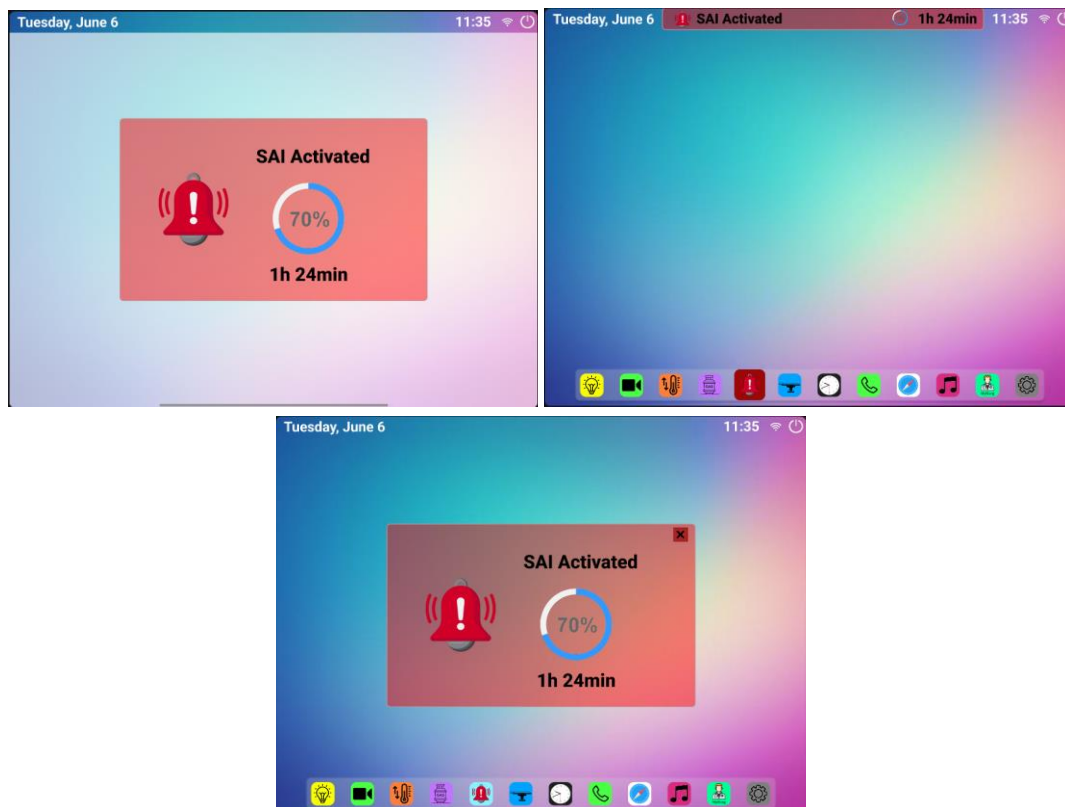 Tuesday, June 6 11:35
SAI Activated
70%
1h 24min
Tuesday, June 6 SAI Activated 1h 24min 11:35
Tuesday, June 6 11:35
SAI Activated
70%
1h 24min